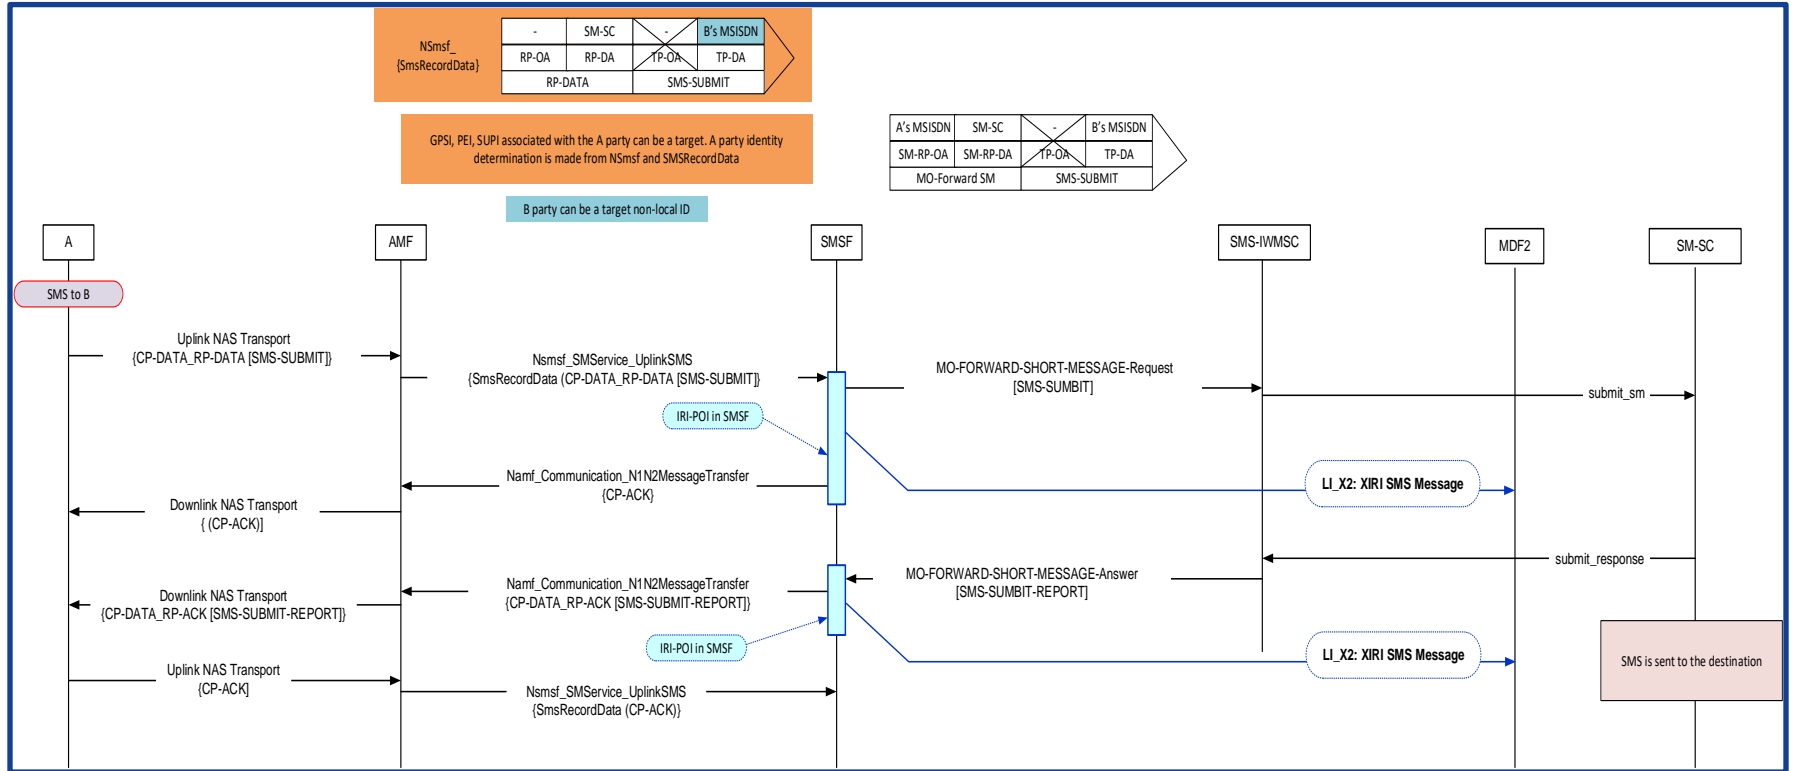 NSmsf_
{SmsRecordData}
- SM-SC - B's MSISDN
RP-OA RP-DA TP-OA TP-DA
RP-DATA SMS-SUBMIT
GPSI, PEI, SUPI associated with the A party can be a target. A party identity
determination is made from NSmsf and SMSRecordData
A's MSISDN SM-SC - B's MSISDN
SM-RP-OA SM-RP-DA TP-OA TP-DA
MO-Forward SM SMS-SUBMIT
B party can be a target non-local ID
A AMF SMSF SMS-IWMSC MDF2 SM-SC
SMS to B
Uplink NAS Transport
{CP-DATA_RP-DATA [SMS-SUBMIT]}
Nsmsf_SMService_UplinkSMS
{SmsRecordData (CP-DATA_RP-DATA [SMS-SUBMIT]}
MO-FORWARD-SHORT-MESSAGE-Request
[SMS-SUMBIT]
submit_sm
IRI-POI in SMSF
Namf_Communication_N1N2MessageTransfer
{CP-ACK}
LI_X2: XIRI SMS Message
Downlink NAS Transport
{ (CP-ACK)]
submit_response
MO-FORWARD-SHORT-MESSAGE-Answer
[SMS-SUMBIT-REPORT]
Namf_Communication_N1N2MessageTransfer
{CP-DATA_RP-ACK [SMS-SUBMIT-REPORT]}
Downlink NAS Transport
{CP-DATA_RP-ACK [SMS-SUBMIT-REPORT]}
IRI-POI in SMSF
LI_X2: XIRI SMS Message
SMS is sent to the destination
Uplink NAS Transport
{CP-ACK]
Nsmsf_SMService_UplinkSMS
{SmsRecordData (CP-ACK)}